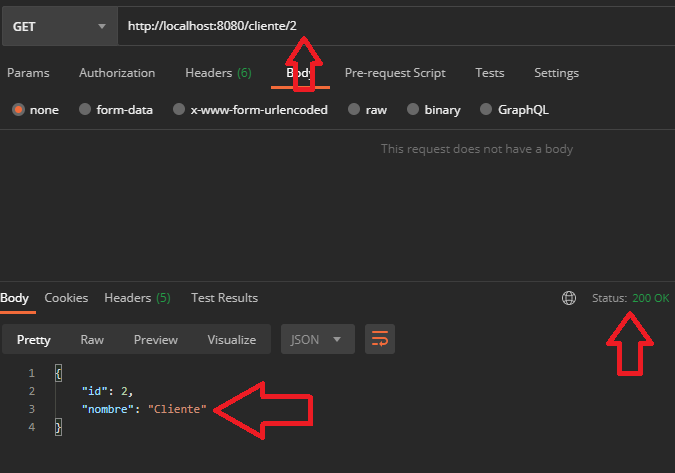 GET http://localhost:8080/cliente/2
Params Authorization Headers (6) Body Pre-request Script Tests Settings
none form-data x-www-form-urlencoded raw binary GraphQL
This request does not have a body
Body Cookies Headers (5) Test Results Status: 200 OK
Pretty Raw Preview Visualize JSON
1 {
2 "id": 2,
3 "nombre": "Cliente"
4 }